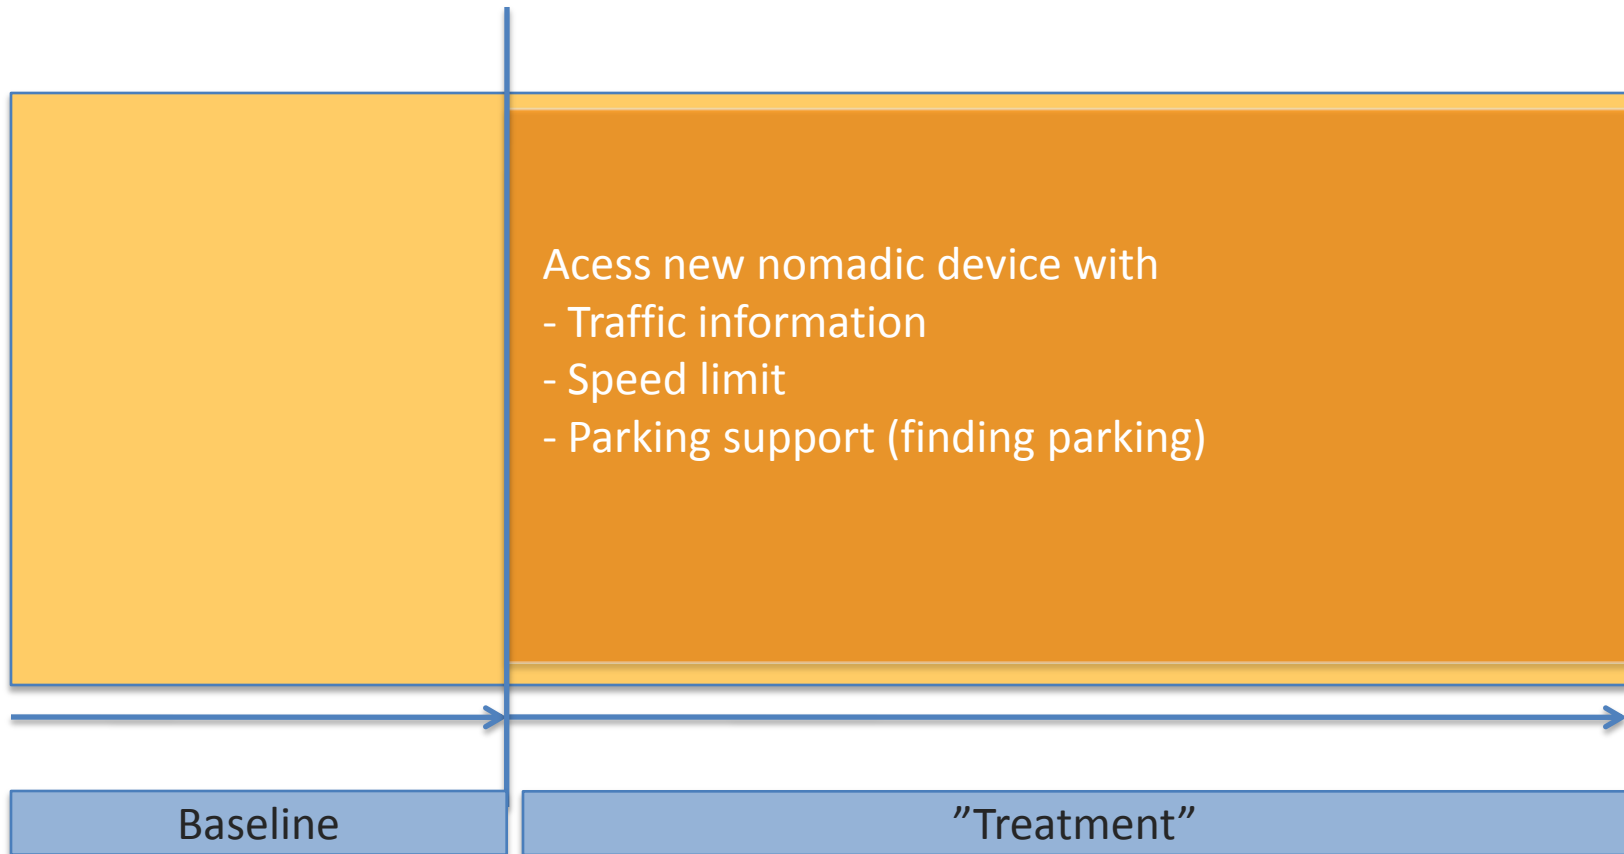 Acess new nomadic device with
- Traffic information
- Speed limit
- Parking support (finding parking)
Baseline
”Treatment”